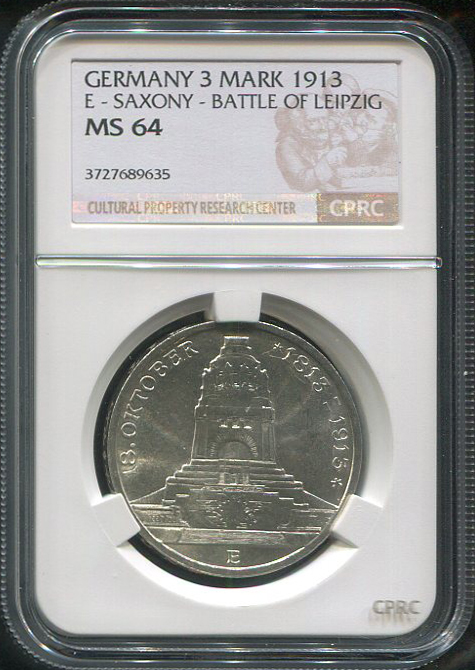 GERMANY 3 MARK 1913
E - SAXONY - BATTLE OF LEIPZIG
MS 64
3727689635
CULTURAL PROPERTY RESEARCH CENTER
CPRC
18. OKTOBER
*1813 - 1913*
E
CPRC